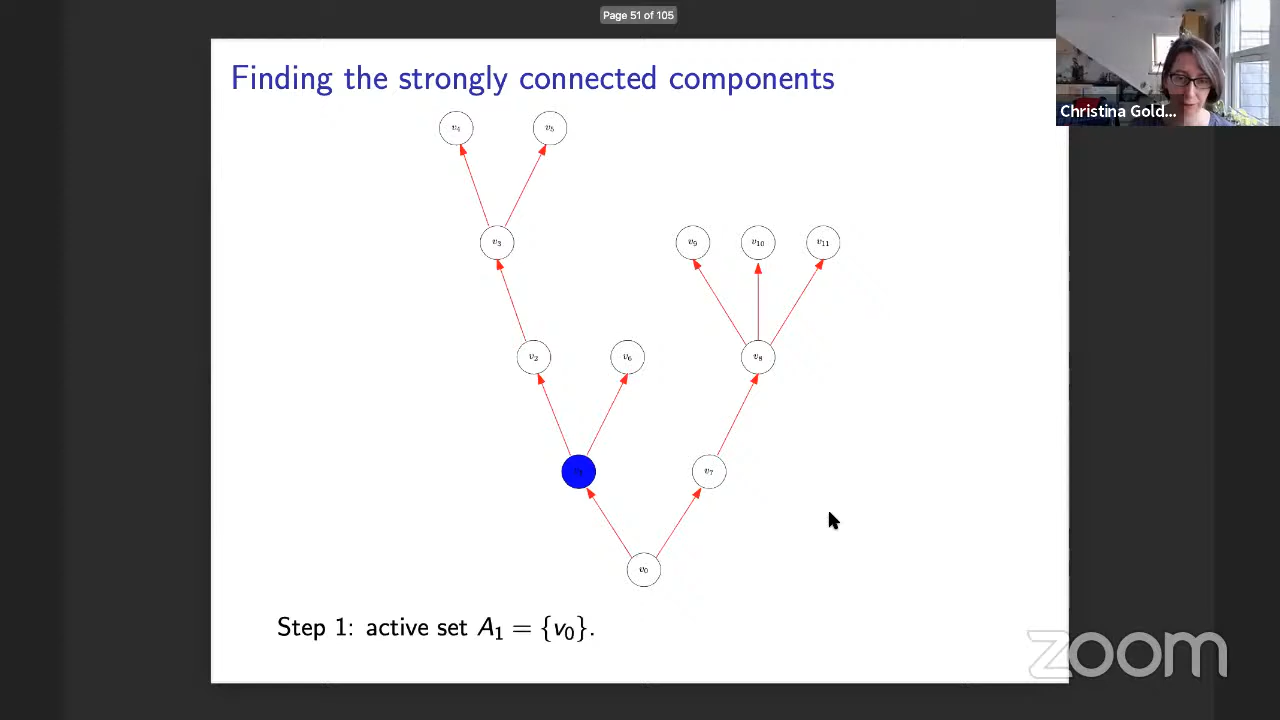 Page 51 of 105
Finding the strongly connected components
Christina Gold...
v₄ v₅
v₃ v₉ v₁₀ v₁₁
v₂ v₆ v₈
v₁ v₇
v₀
Step 1: active set A₁ = {v₀}.
zoom